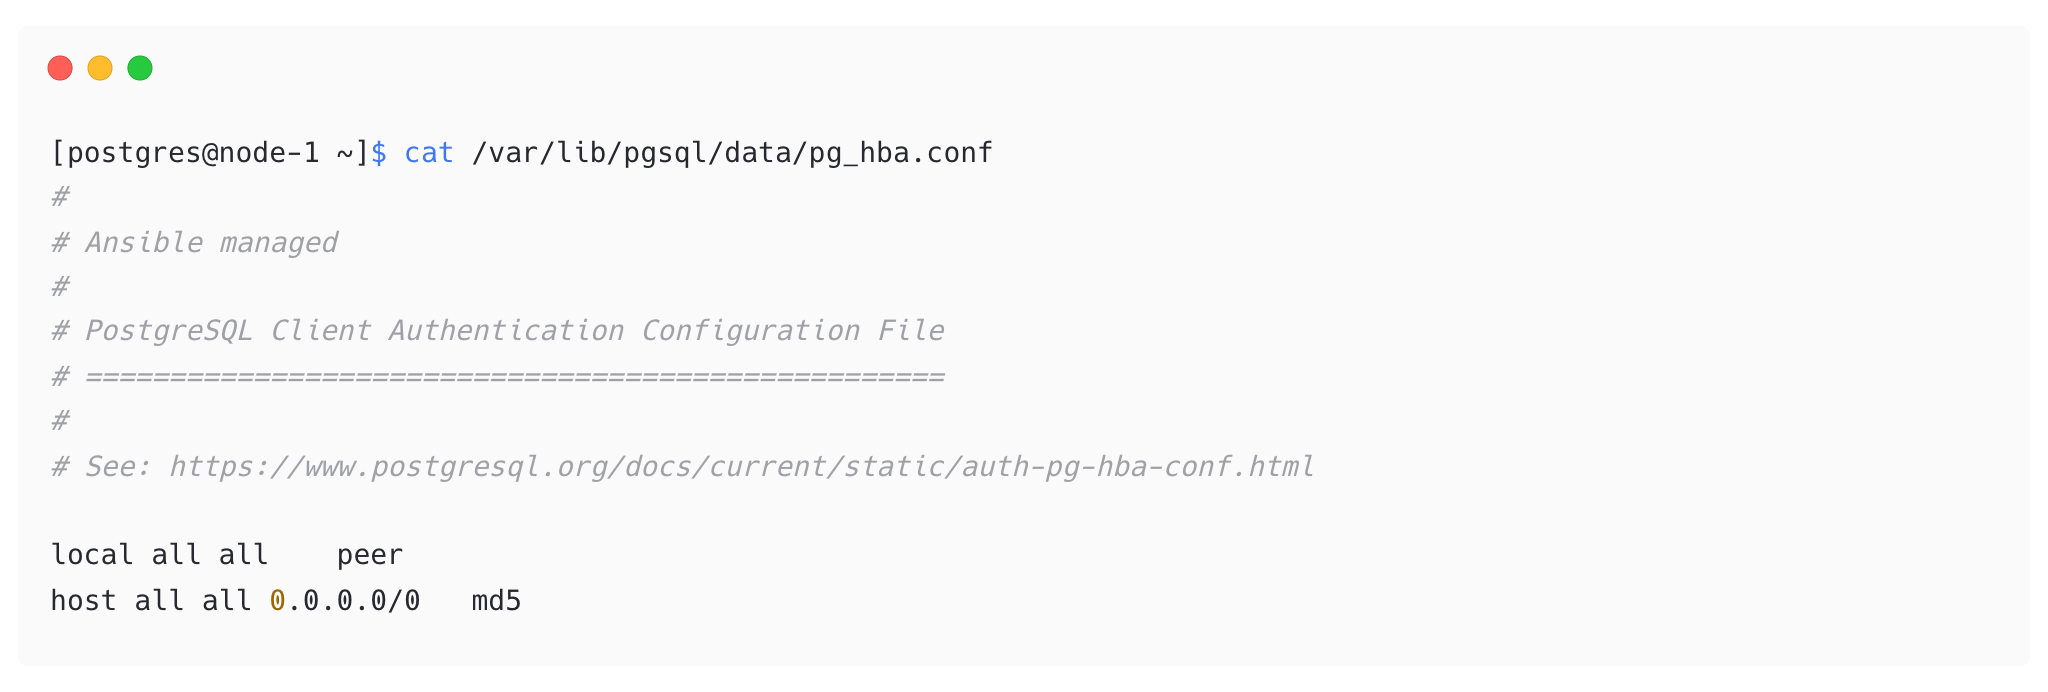 [postgres@node-1 ~]$ cat /var/lib/pgsql/data/pg_hba.conf
#
# Ansible managed
#
# PostgreSQL Client Authentication Configuration File
# ===================================================
#
# See: https://www.postgresql.org/docs/current/static/auth-pg-hba-conf.html

local all all    peer
host all all 0.0.0.0/0   md5